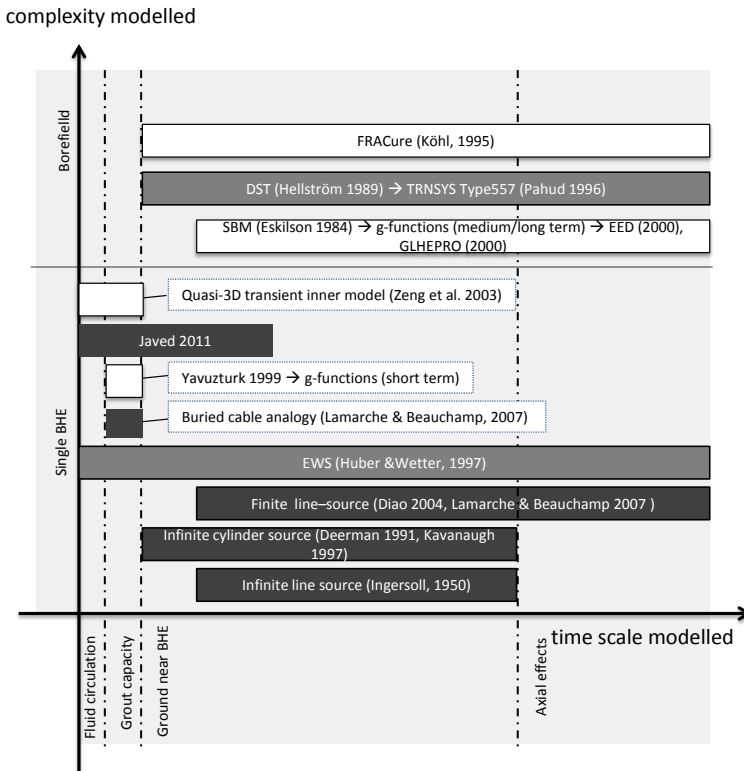 complexity modelled
Borefielld
FRACure (Köhl, 1995)
DST (Hellström 1989) → TRNSYS Type557 (Pahud 1996)
SBM (Eskilson 1984) → g-functions (medium/long term) → EED (2000),
GLHEPRO (2000)
Single BHE
Quasi-3D transient inner model (Zeng et al. 2003)
Javed 2011
Yavuzturk 1999 → g-functions (short term)
Buried cable analogy (Lamarche & Beauchamp, 2007)
EWS (Huber &Wetter, 1997)
Finite line–source (Diao 2004, Lamarche & Beauchamp 2007 )
Infinite cylinder source (Deerman 1991, Kavanaugh
1997)
Infinite line source (Ingersoll, 1950)
time scale modelled
Fluid circulation
Grout capacity
Ground near BHE
Axial effects